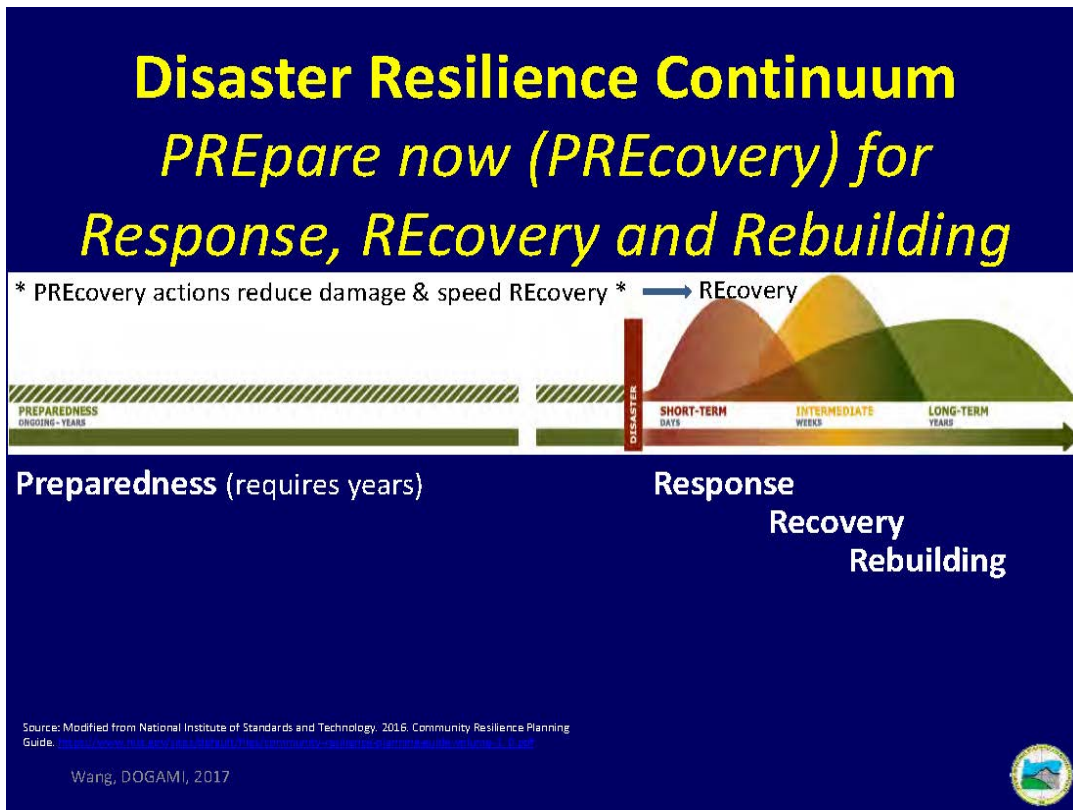 Disaster Resilience Continuum
PREpare now (PREcovery) for
Response, REcovery and Rebuilding
* PREcovery actions reduce damage & speed REcovery * REcovery
PREPAREDNESS
ONGOING - YEARS
DISASTER
SHORT-TERM
DAYS
INTERMEDIATE
WEEKS
LONG-TERM
YEARS
Preparedness (requires years)
Response
Recovery
Rebuilding
Source: Modified from National Institute of Standards and Technology. 2016. Community Resilience Planning
Guide.
Wang, DOGAMI, 2017